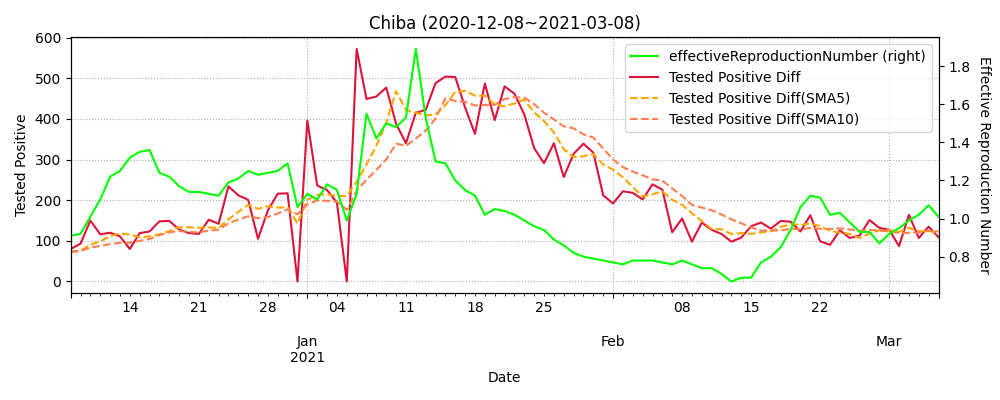 Chiba (2020-12-08~2021-03-08)
effectiveReproductionNumber (right)
Tested Positive Diff
Tested Positive Diff(SMA5)
Tested Positive Diff(SMA10)
Tested Positive
600
500
400
300
200
100
0
1.8
1.6
1.4
1.2
1.0
0.8
Effective Reproduction Number
14 21 28 04 11 18 25 08 15 22
Jan Feb Mar
2021
Date